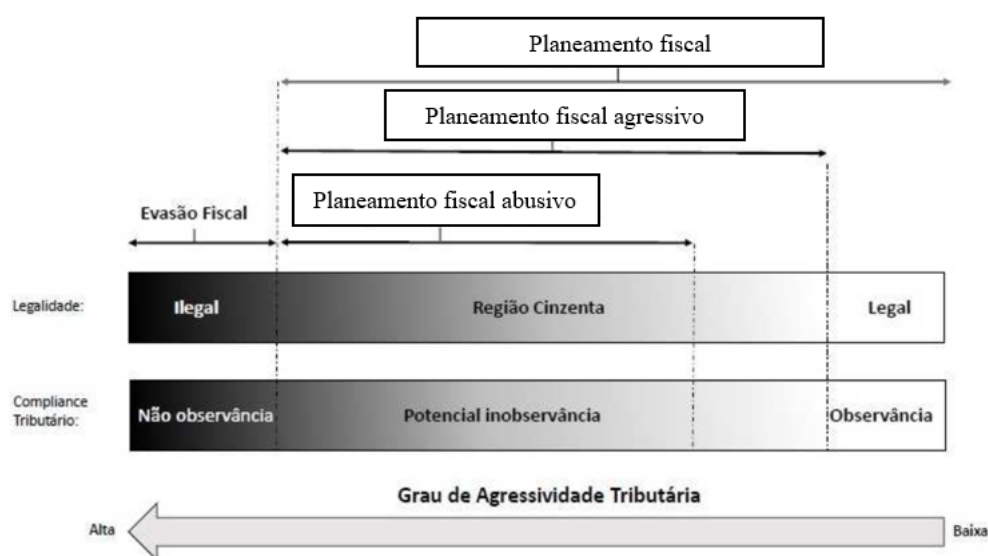 Planeamento fiscal
Planeamento fiscal agressivo
Planeamento fiscal abusivo
Evasão Fiscal
Legalidade:
Ilegal
Região Cinzenta
Legal
Compliance
Tributário:
Não observância
Potencial inobservância
Observância
Grau de Agressividade Tributária
Alta
Baixa